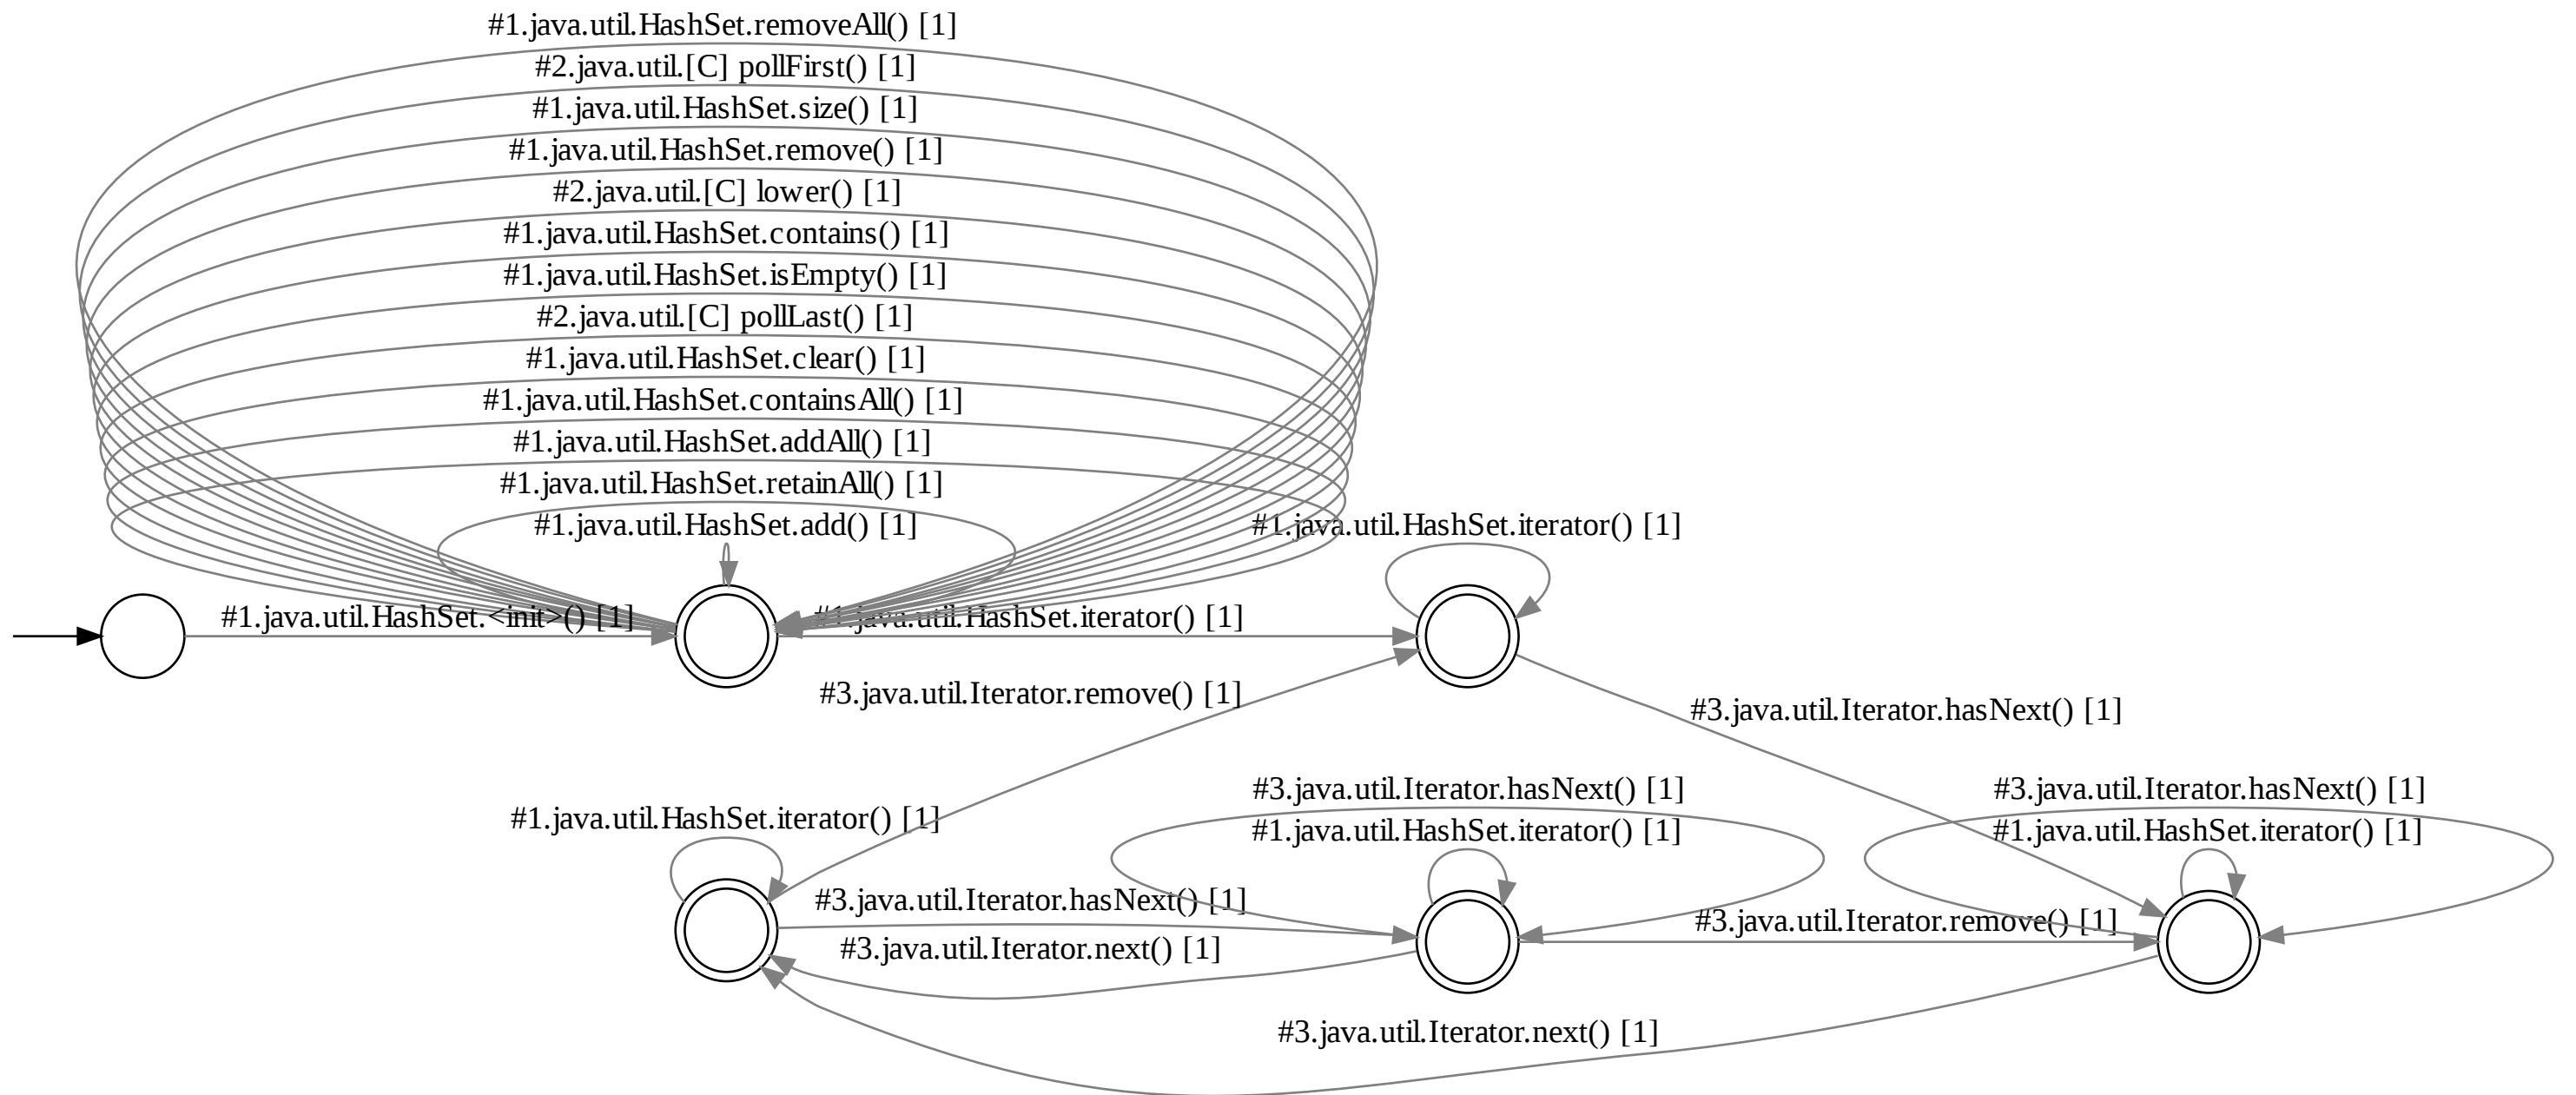 #1.java.util.HashSet.removeAll() [1]
#2.java.util.[C] pollFirst() [1]
#1.java.util.HashSet.size() [1]
#1.java.util.HashSet.remove() [1]
#2.java.util.[C] lower() [1]
#1.java.util.HashSet.contains() [1]
#1.java.util.HashSet.isEmpty() [1]
#2.java.util.[C] pollLast() [1]
#1.java.util.HashSet.clear() [1]
#1.java.util.HashSet.containsAll() [1]
#1.java.util.HashSet.addAll() [1]
#1.java.util.HashSet.retainAll() [1]
#1.java.util.HashSet.add() [1]
#1.java.util.HashSet.iterator() [1]
#1.java.util.HashSet.<init>() [1]
#1.java.util.HashSet.iterator() [1]
#3.java.util.Iterator.remove() [1]
#3.java.util.Iterator.hasNext() [1]
#3.java.util.Iterator.hasNext() [1]
#3.java.util.Iterator.hasNext() [1]
#1.java.util.HashSet.iterator() [1]
#1.java.util.HashSet.iterator() [1]
#1.java.util.HashSet.iterator() [1]
#3.java.util.Iterator.hasNext() [1]
#3.java.util.Iterator.remove() [1]
#3.java.util.Iterator.next() [1]
#3.java.util.Iterator.next() [1]